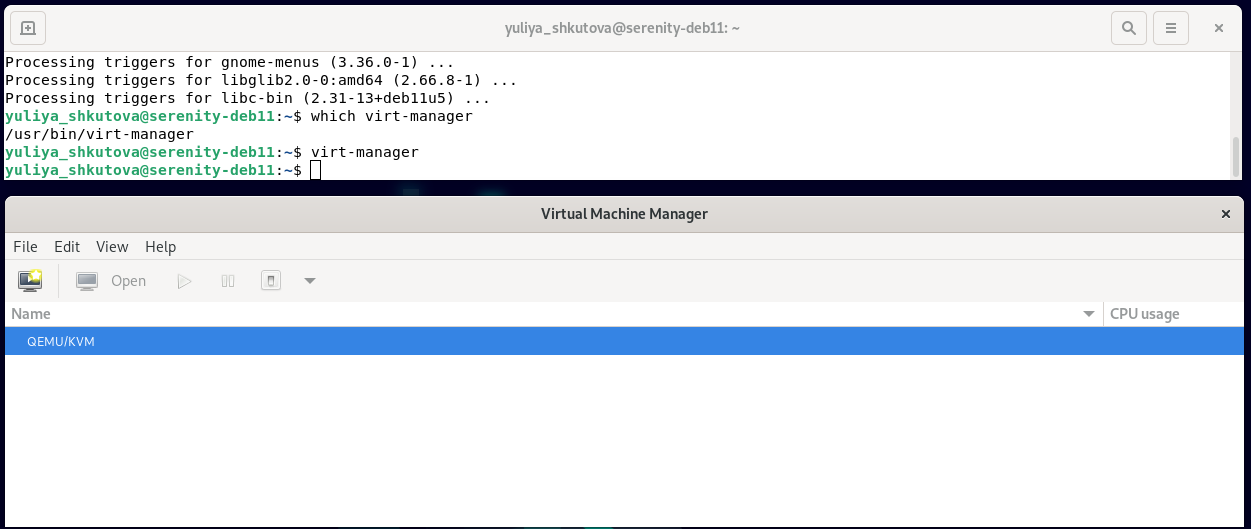 yuliya_shkutova@serenity-deb11: ~
Processing triggers for gnome-menus (3.36.0-1) ...
Processing triggers for libglib2.0-0:amd64 (2.66.8-1) ...
Processing triggers for libc-bin (2.31-13+deb11u5) ...
yuliya_shkutova@serenity-deb11:~$ which virt-manager
/usr/bin/virt-manager
yuliya_shkutova@serenity-deb11:~$ virt-manager
yuliya_shkutova@serenity-deb11:~$
Virtual Machine Manager
File Edit View Help
Open
Name CPU usage
QEMU/KVM